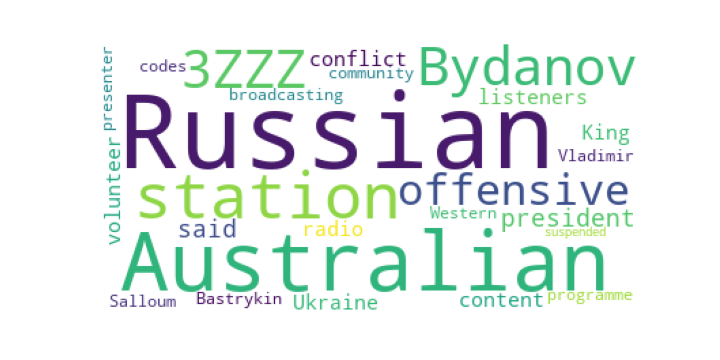 presenter
codes
3ZZZ
conflict
community
Bydanov
broadcasting
listeners
Russian
King
Vladimir
volunteer
station
offensive
Western
president
said
radio
suspended
Australian
Salloum
Bastrykin
Ukraine
content
programme